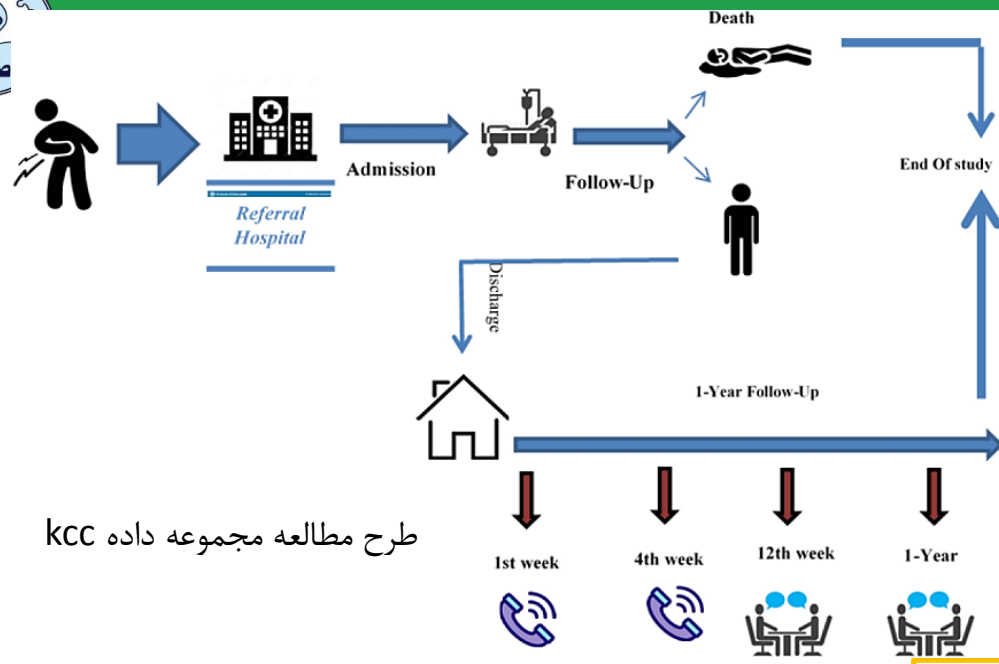 Death
End Of study
Admission
Follow-Up
Referral
Hospital
Discharge
1-Year Follow-Up
طرح مطالعه مجموعه داده kcc
1st week
4th week
12th week
1-Year